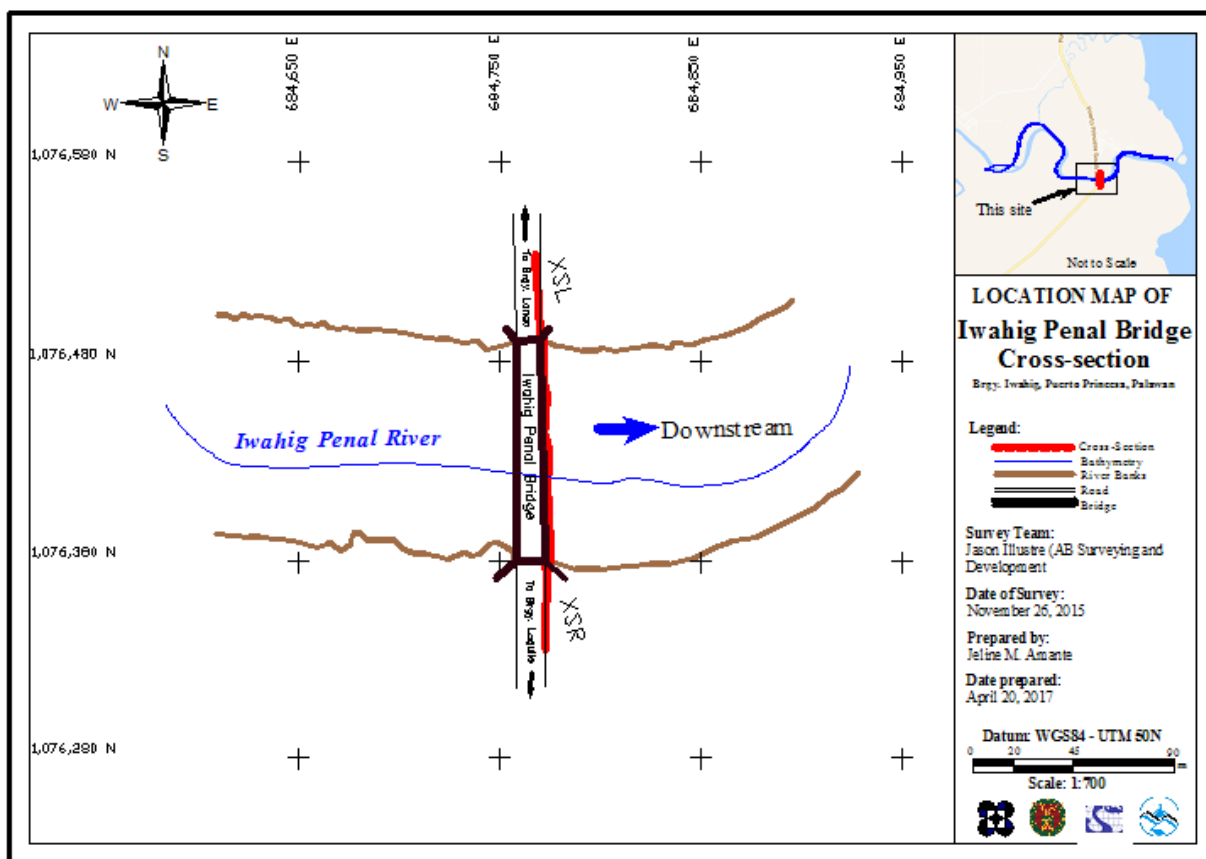 N
W E
S
684,650 E
684,750 E
684,850 E
684,950 E
1,076,580 N
1,076,480 N
1,076,380 N
1,076,280 N
XSL
Iwahig Penal Bridge
Iwahig Penal River
Downstream
XSR
This site
Not to Scale
LOCATION MAP OF
Iwahig Penal Bridge
Cross-section
Brgy. Iwahig, Puerto Princesa, Palawan
Legend:
Cross-Section
Bathymetry
River Banks
Road
Bridge
Survey Team:
Jason Illustre (AB Surveying and
Development
Date of Survey:
November 26, 2015
Prepared by:
Jeline M. Amante
Date prepared:
April 20, 2017
Datum: WGS84 - UTM 50N
0 20 45 90
m
Scale: 1:700